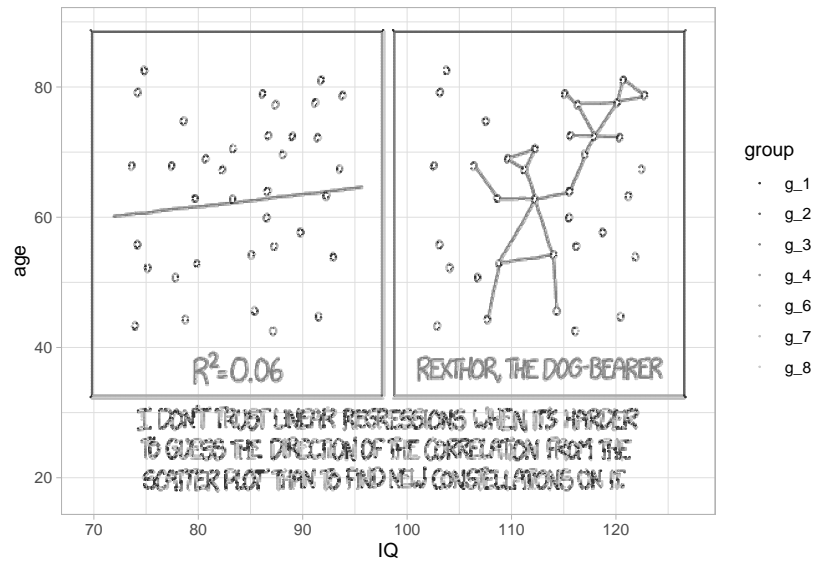 80
60
40
20
70
80
90
100
110
120
age
IQ
R²=0.06
REXTHOR, THE DOG-BEARER
I DON'T TRUST LINEAR REGRESSIONS WHEN IT'S HARDER
TO GUESS THE DIRECTION OF THE CORRELATION FROM THE
SCATTER PLOT THAN TO FIND NEW CONSTELLATIONS ON IT.
group
g_1
g_2
g_3
g_4
g_6
g_7
g_8